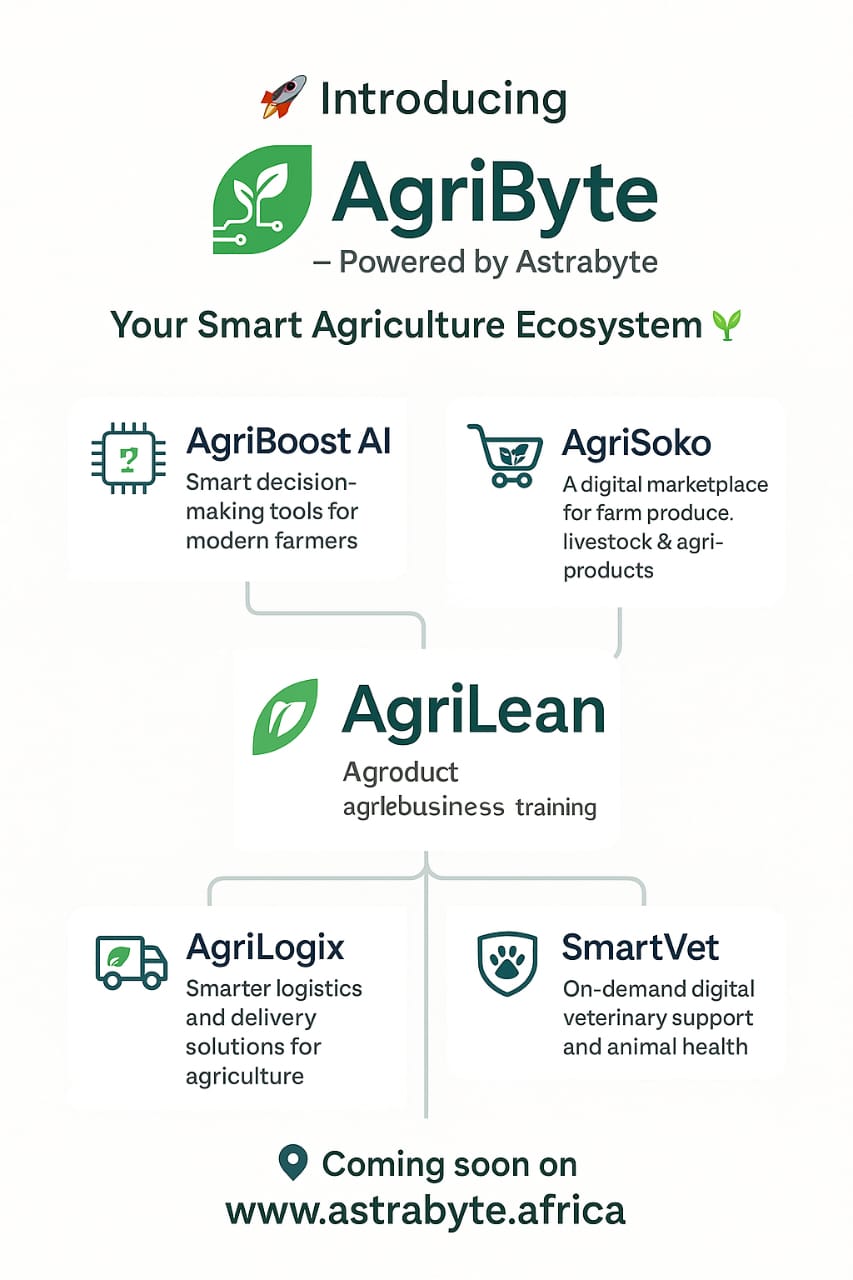 🚀 Introducing
AgriByte
– Powered by Astrabyte
Your Smart Agriculture Ecosystem 🌱
AgriBoost AI
Smart decision-
making tools for
modern farmers
?
AgriSoko
A digital marketplace
for farm produce.
livestock & agri-
products
AgriLean
Agroduct
agrlebusiness training
AgriLogix
Smarter logistics
and delivery
solutions for
agriculture
SmartVet
On-demand digital
veterinary support
and animal health
Coming soon on
www.astrabyte.africa